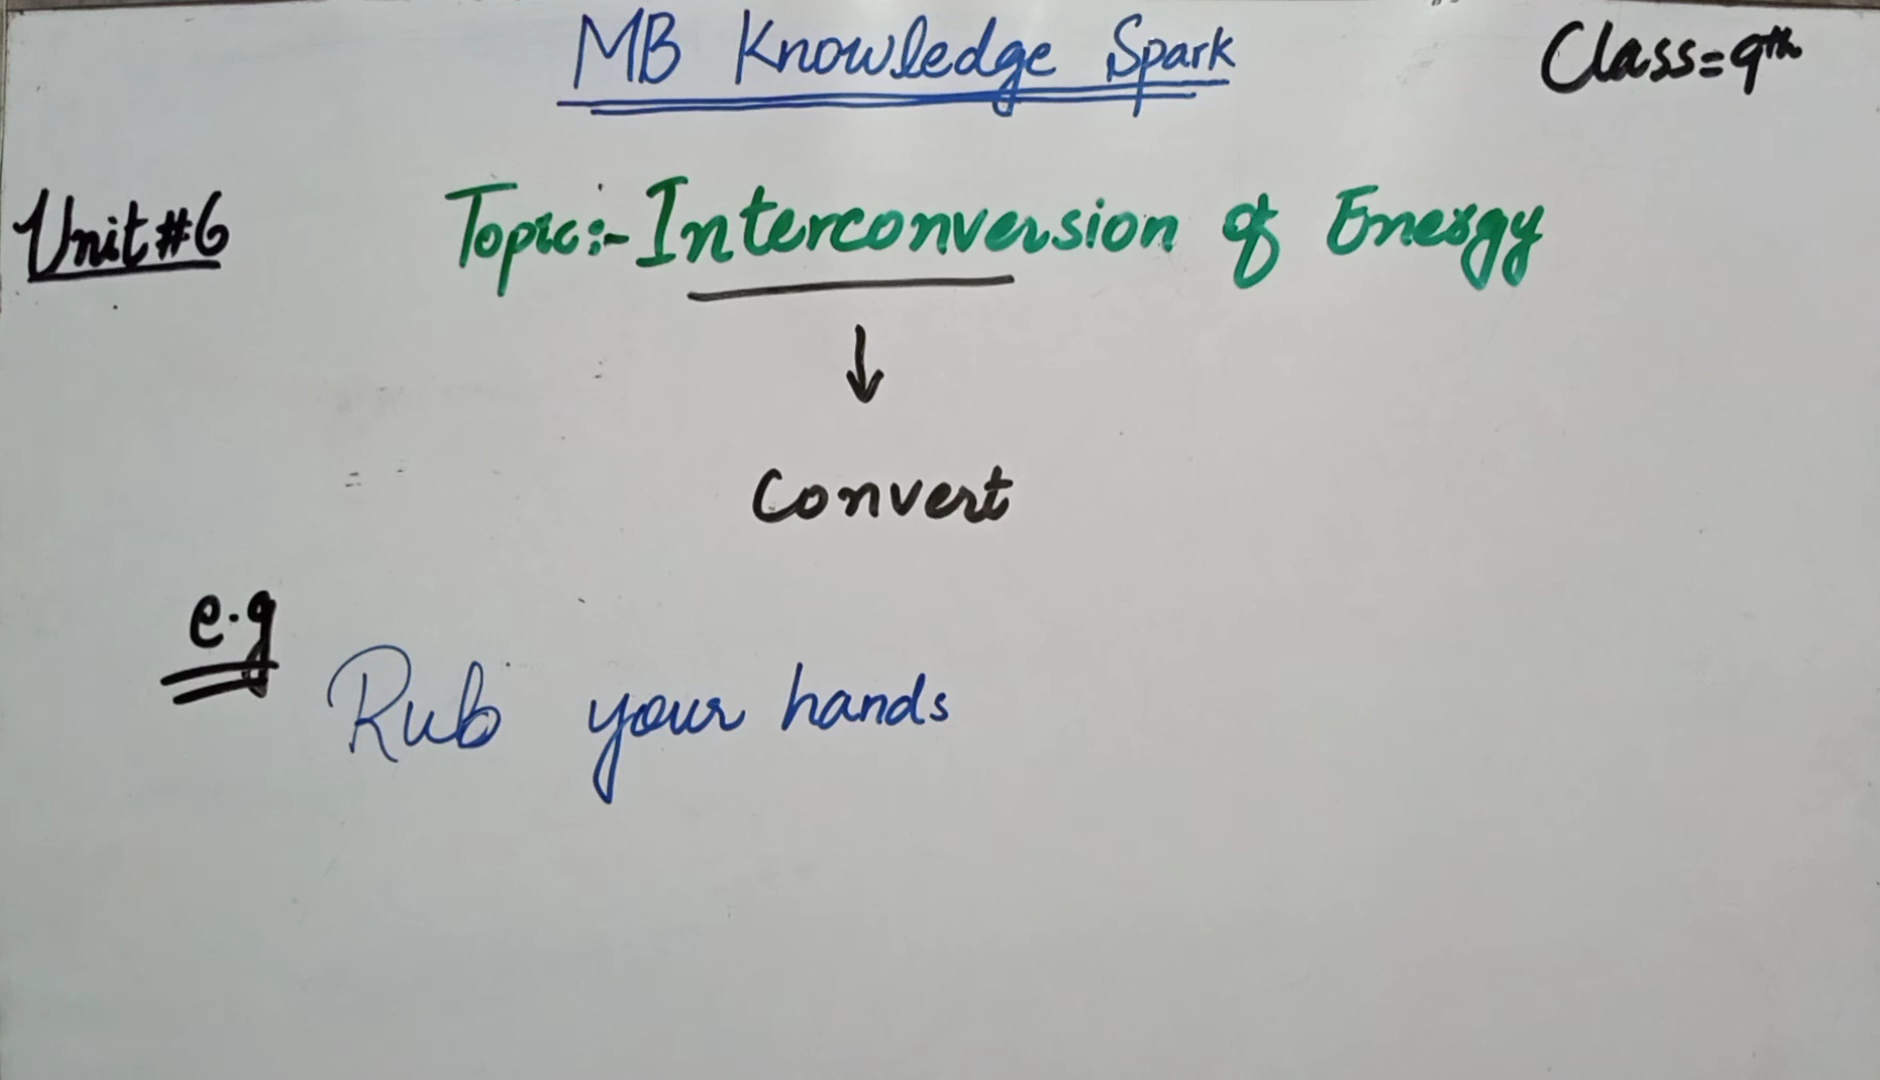 MB Knowledge Spark
Class=9th
Unit#6
Topic:-Interconversion of Energy
↓
Convert
e.g
Rub your hands